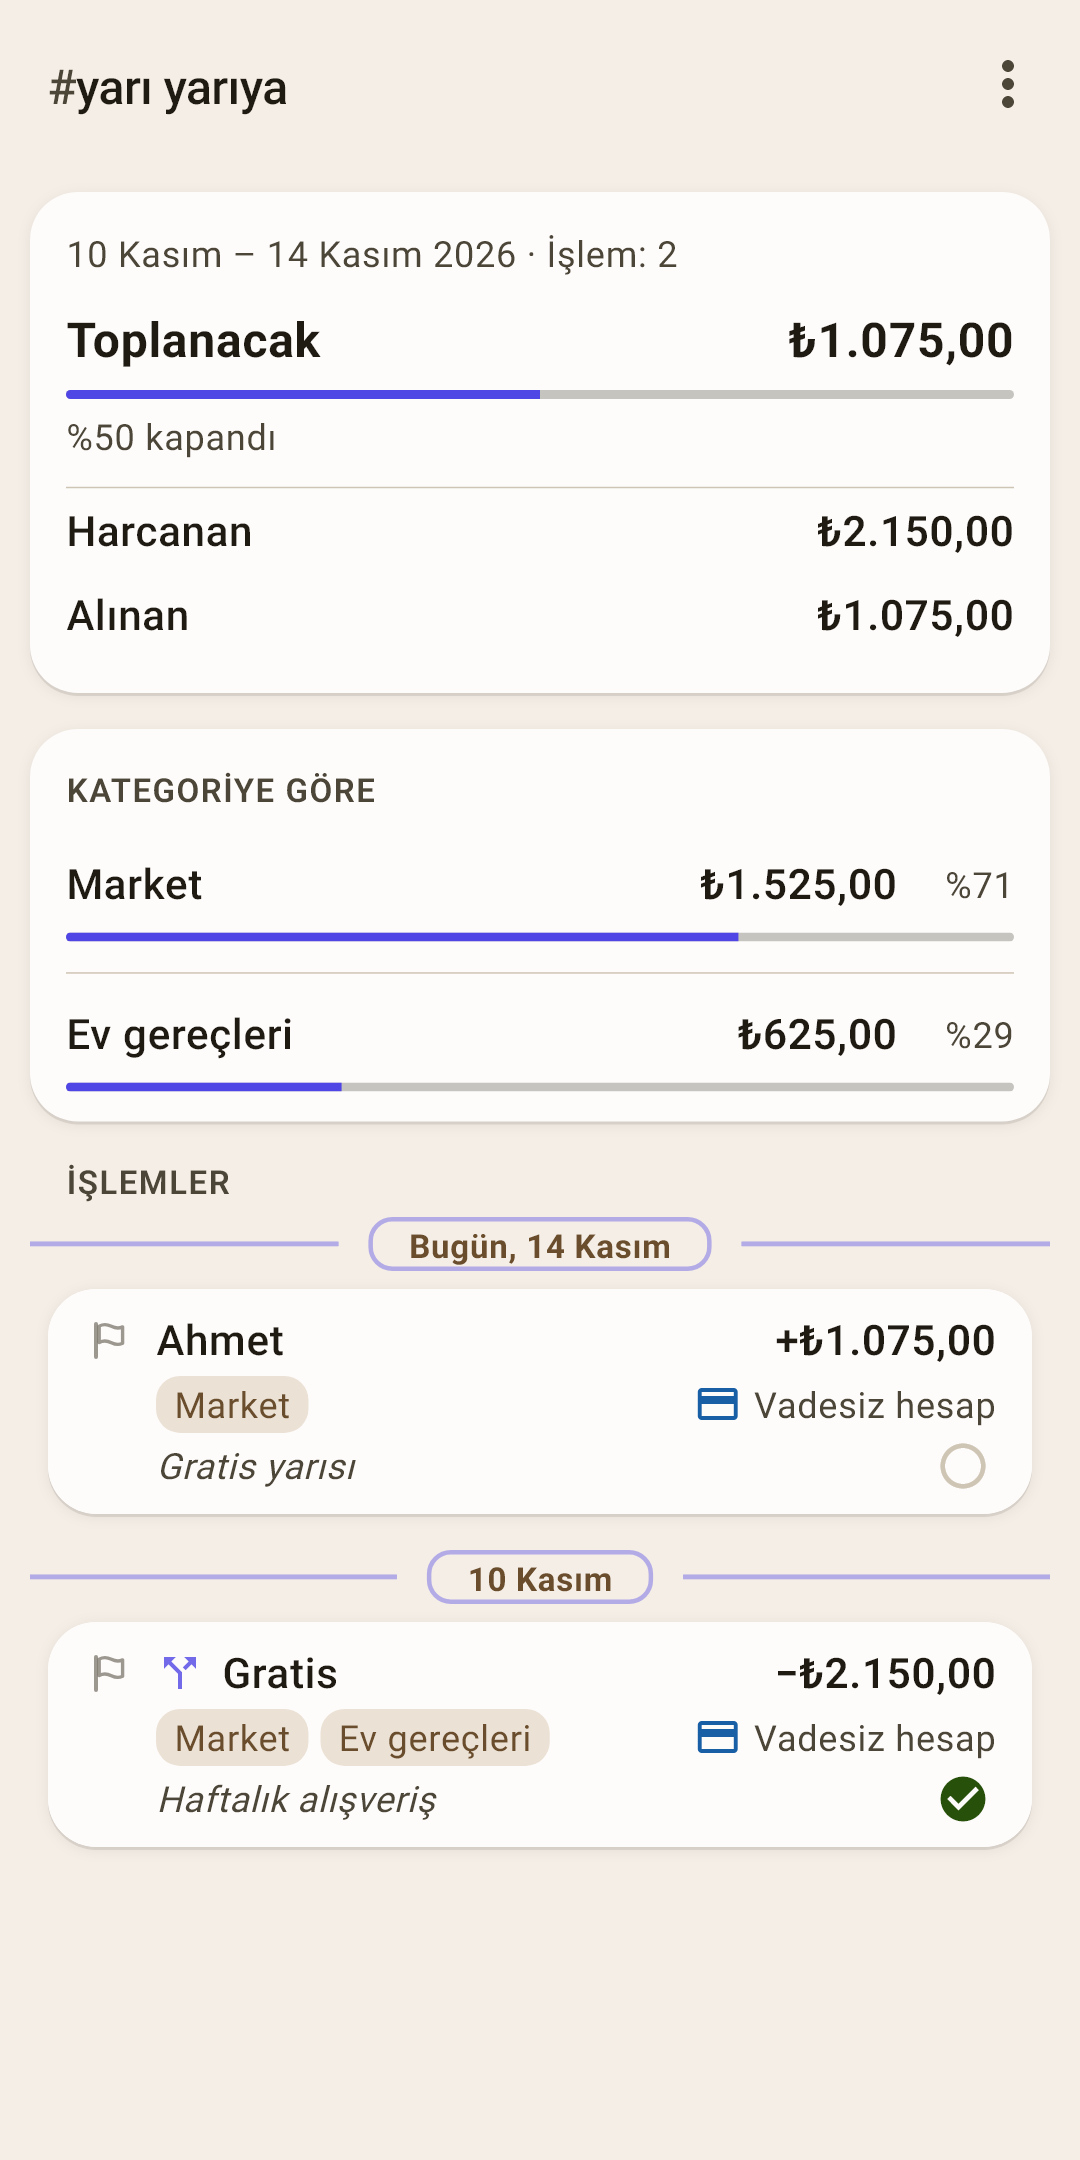 #yarı yarıya
10 Kasım – 14 Kasım 2026 · İşlem: 2
Toplanacak ₺1.075,00
%50 kapandı
Harcanan ₺2.150,00
Alınan ₺1.075,00
KATEGORİYE GÖRE
Market ₺1.525,00 %71
Ev gereçleri ₺625,00 %29
İŞLEMLER
Bugün, 14 Kasım
Ahmet +₺1.075,00
Market Vadesiz hesap
Gratis yarısı
10 Kasım
Gratis −₺2.150,00
Market Ev gereçleri Vadesiz hesap
Haftalık alışveriş